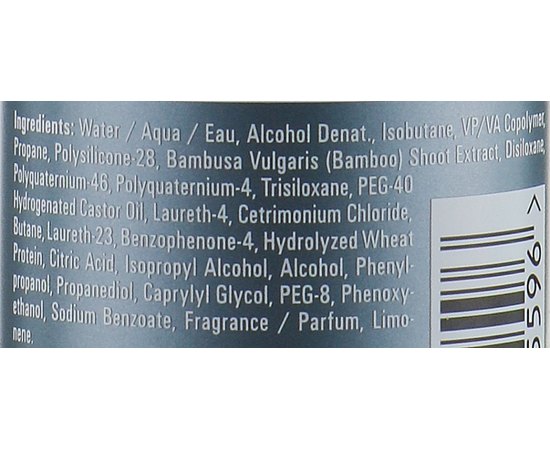 Ingredients: Water / Aqua / Eau, Alcohol Denat., Isobutane, VP/VA Copolymer,
Propane, Polysilicone-28, Bambusa Vulgaris (Bamboo) Shoot Extract, Disiloxane,
Polyquaternium-46, Polyquaternium-4, Trisiloxane, PEG-40
Hydrogenated Castor Oil, Laureth-4, Cetrimonium Chloride,
Butane, Laureth-23, Benzophenone-4, Hydrolyzed Wheat
Protein, Citric Acid, Isopropyl Alcohol, Alcohol, Phenyl-
propanol, Propanediol, Caprylyl Glycol, PEG-8, Phenoxy-
ethanol, Sodium Benzoate, Fragrance / Parfum, Limo-
nene.
5596>